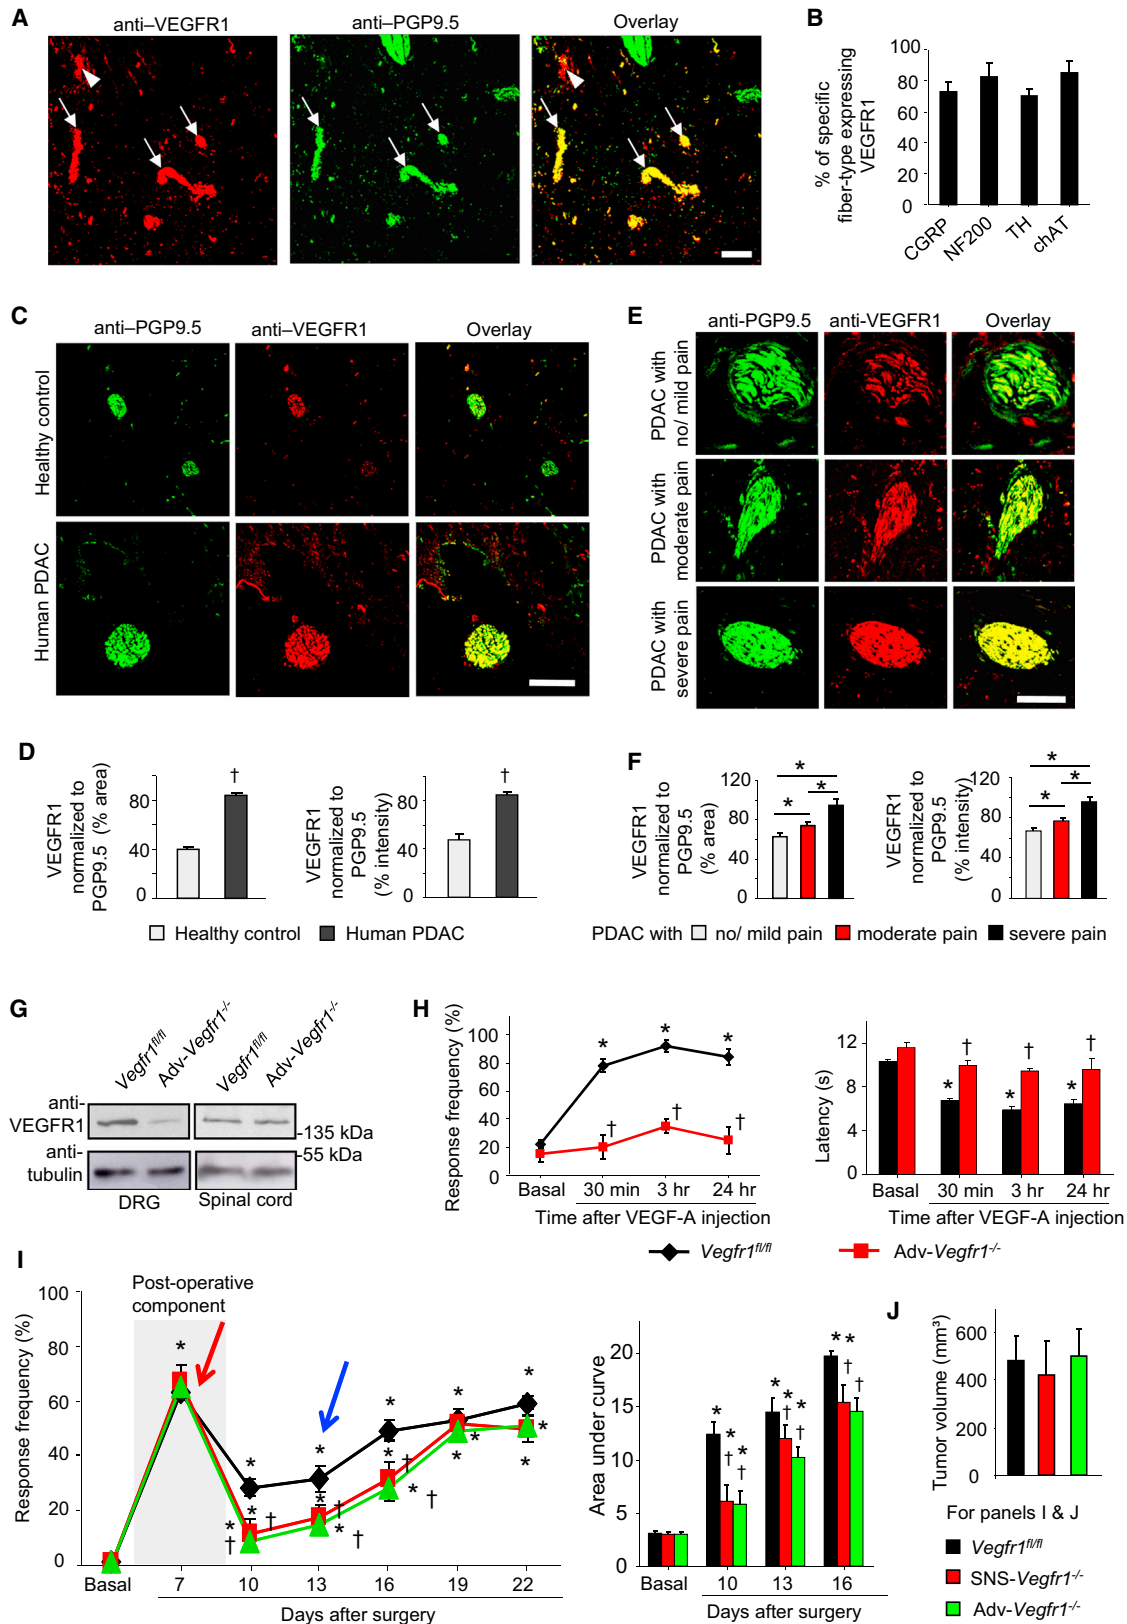 A
anti–VEGFR1
anti–PGP9.5
Overlay
B
% of specific
fiber-type expressing
VEGFR1
100
80
60
40
20
0
CGRP
NF200
TH
chAT
C
anti–PGP9.5
anti–VEGFR1
Overlay
Healthy control
Human PDAC
E
anti-PGP9.5
anti-VEGFR1
Overlay
PDAC with
no/ mild pain
PDAC with
moderate pain
PDAC with
severe pain
D
VEGFR1
normalized to
PGP9.5 (% area)
80
40
0
†
VEGFR1
normalized to
PGP9.5
(% intensity)
80
40
0
†
Healthy control
Human PDAC
F
VEGFR1
normalized to
PGP9.5
(% area)
120
80
40
0
*
*
*
VEGFR1
normalized to
PGP9.5
(% intensity)
120
80
40
0
*
*
*
PDAC with
no/ mild pain
moderate pain
severe pain
G
Vegfr1fl/fl
Adv-Vegfr1-/-
Vegfr1fl/fl
Adv-Vegfr1-/-
anti-
VEGFR1
-135 kDa
-55 kDa
anti-
tubulin
DRG
Spinal cord
H
Response frequency (%)
100
80
60
40
20
0
* * *
† † †
Basal
30 min
3 hr
24 hr
Time after VEGF-A injection
Latency (s)
12
8
4
0
† † †
* * *
Basal
30 min
3 hr
24 hr
Time after VEGF-A injection
Vegfr1fl/fl
Adv-Vegfr1-/-
I
Response frequency (%)
100
80
60
40
20
0
Post-operative
component
* * * * * *
* * * * *
* * * * *
† † †
† † †
Basal
7
10
13
16
19
22
Days after surgery
Area under curve
20
15
10
5
0
* * *
* * *
* * *
† † †
† † †
Basal
10
13
16
Days after surgery
J
Tumor volume (mm³)
600
400
200
0
For panels I & J
Vegfr1fl/fl
SNS-Vegfr1-/-
Adv-Vegfr1-/-